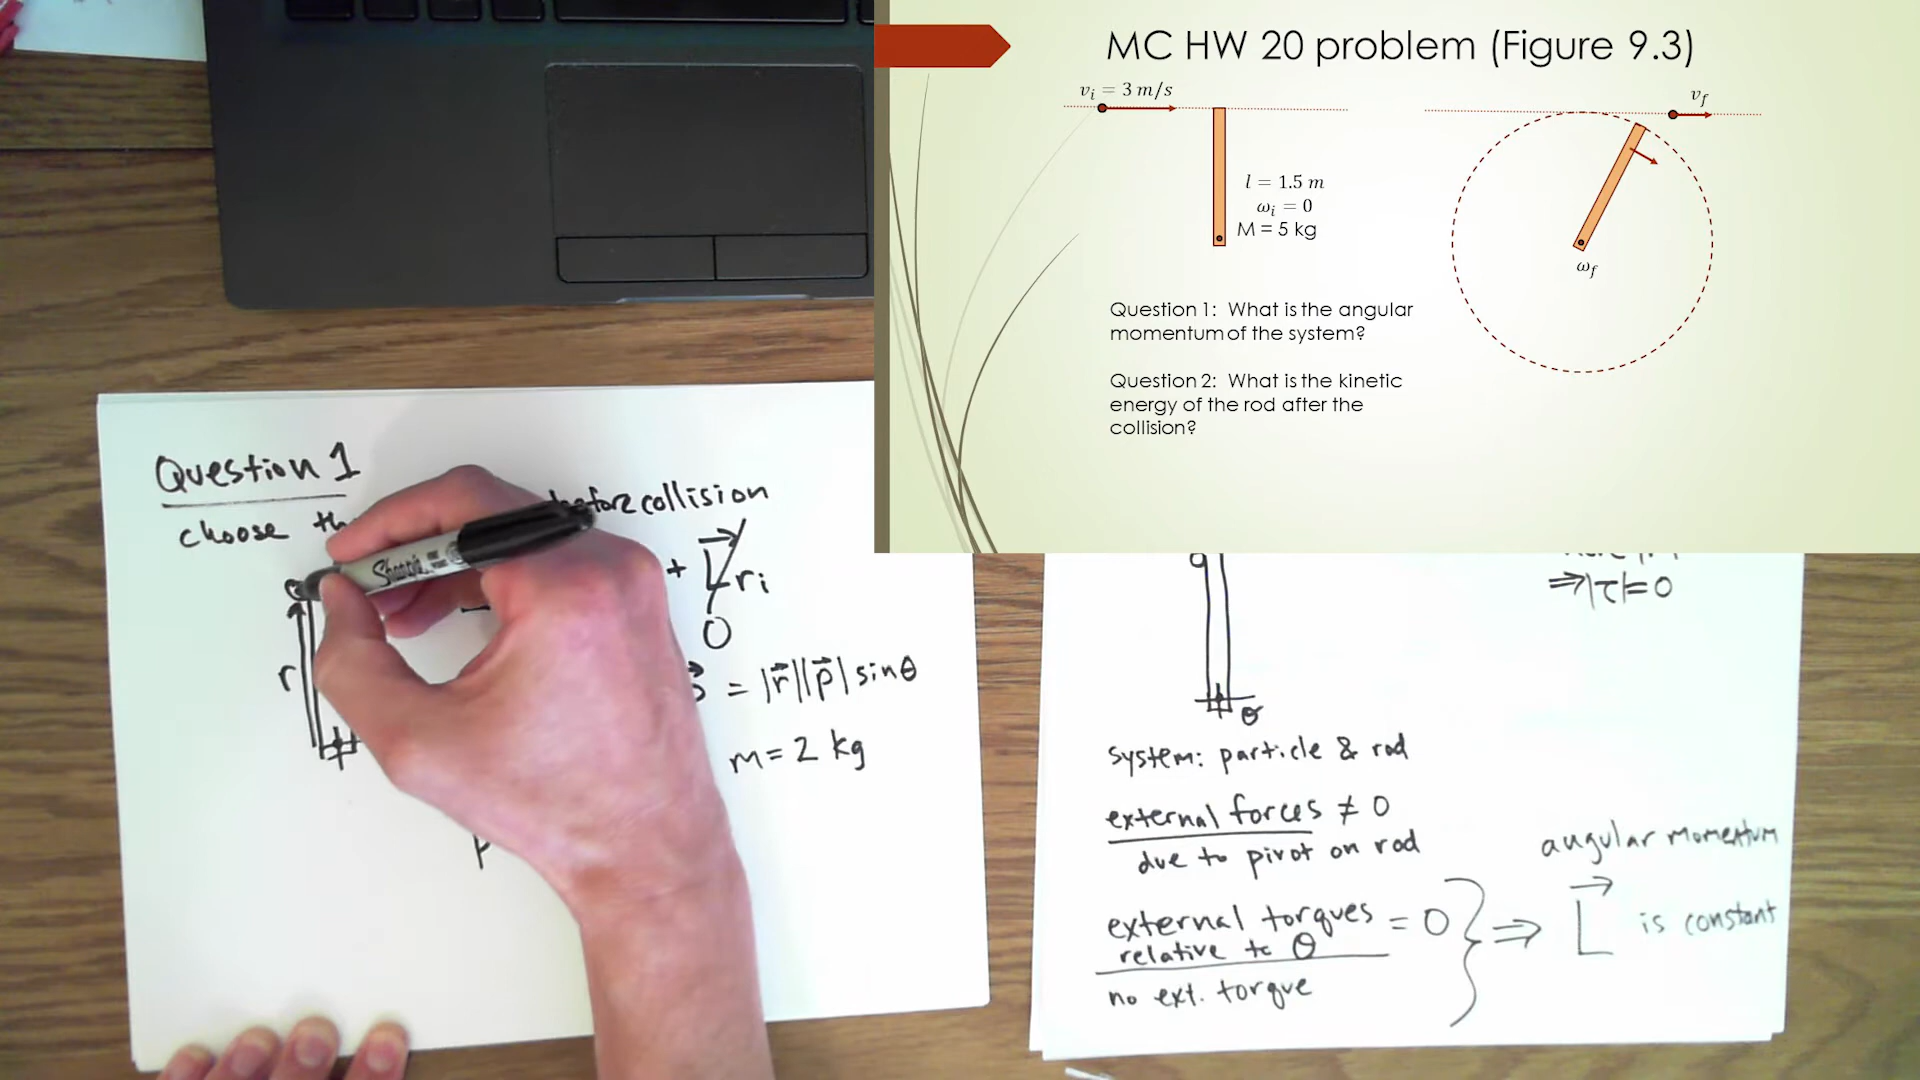 MC HW 20 problem (Figure 9.3)
v_i = 3 m/s
l = 1.5 m
ω_i = 0
M = 5 kg
v_f
ω_f
Question 1: What is the angular
momentum of the system?
Question 2: What is the kinetic
energy of the rod after the
collision?
Question 1
choose
before collision
+ L⃗ r i
0
r
= |r⃗||p⃗| sinθ
m = 2 kg
Sharpie
⇒|τ|=0
system: particle & rod
external forces ≠ 0
due to pivot on rod
external torques = 0
relative to O
no ext. torque
⇒ L⃗ is constant
angular momentum